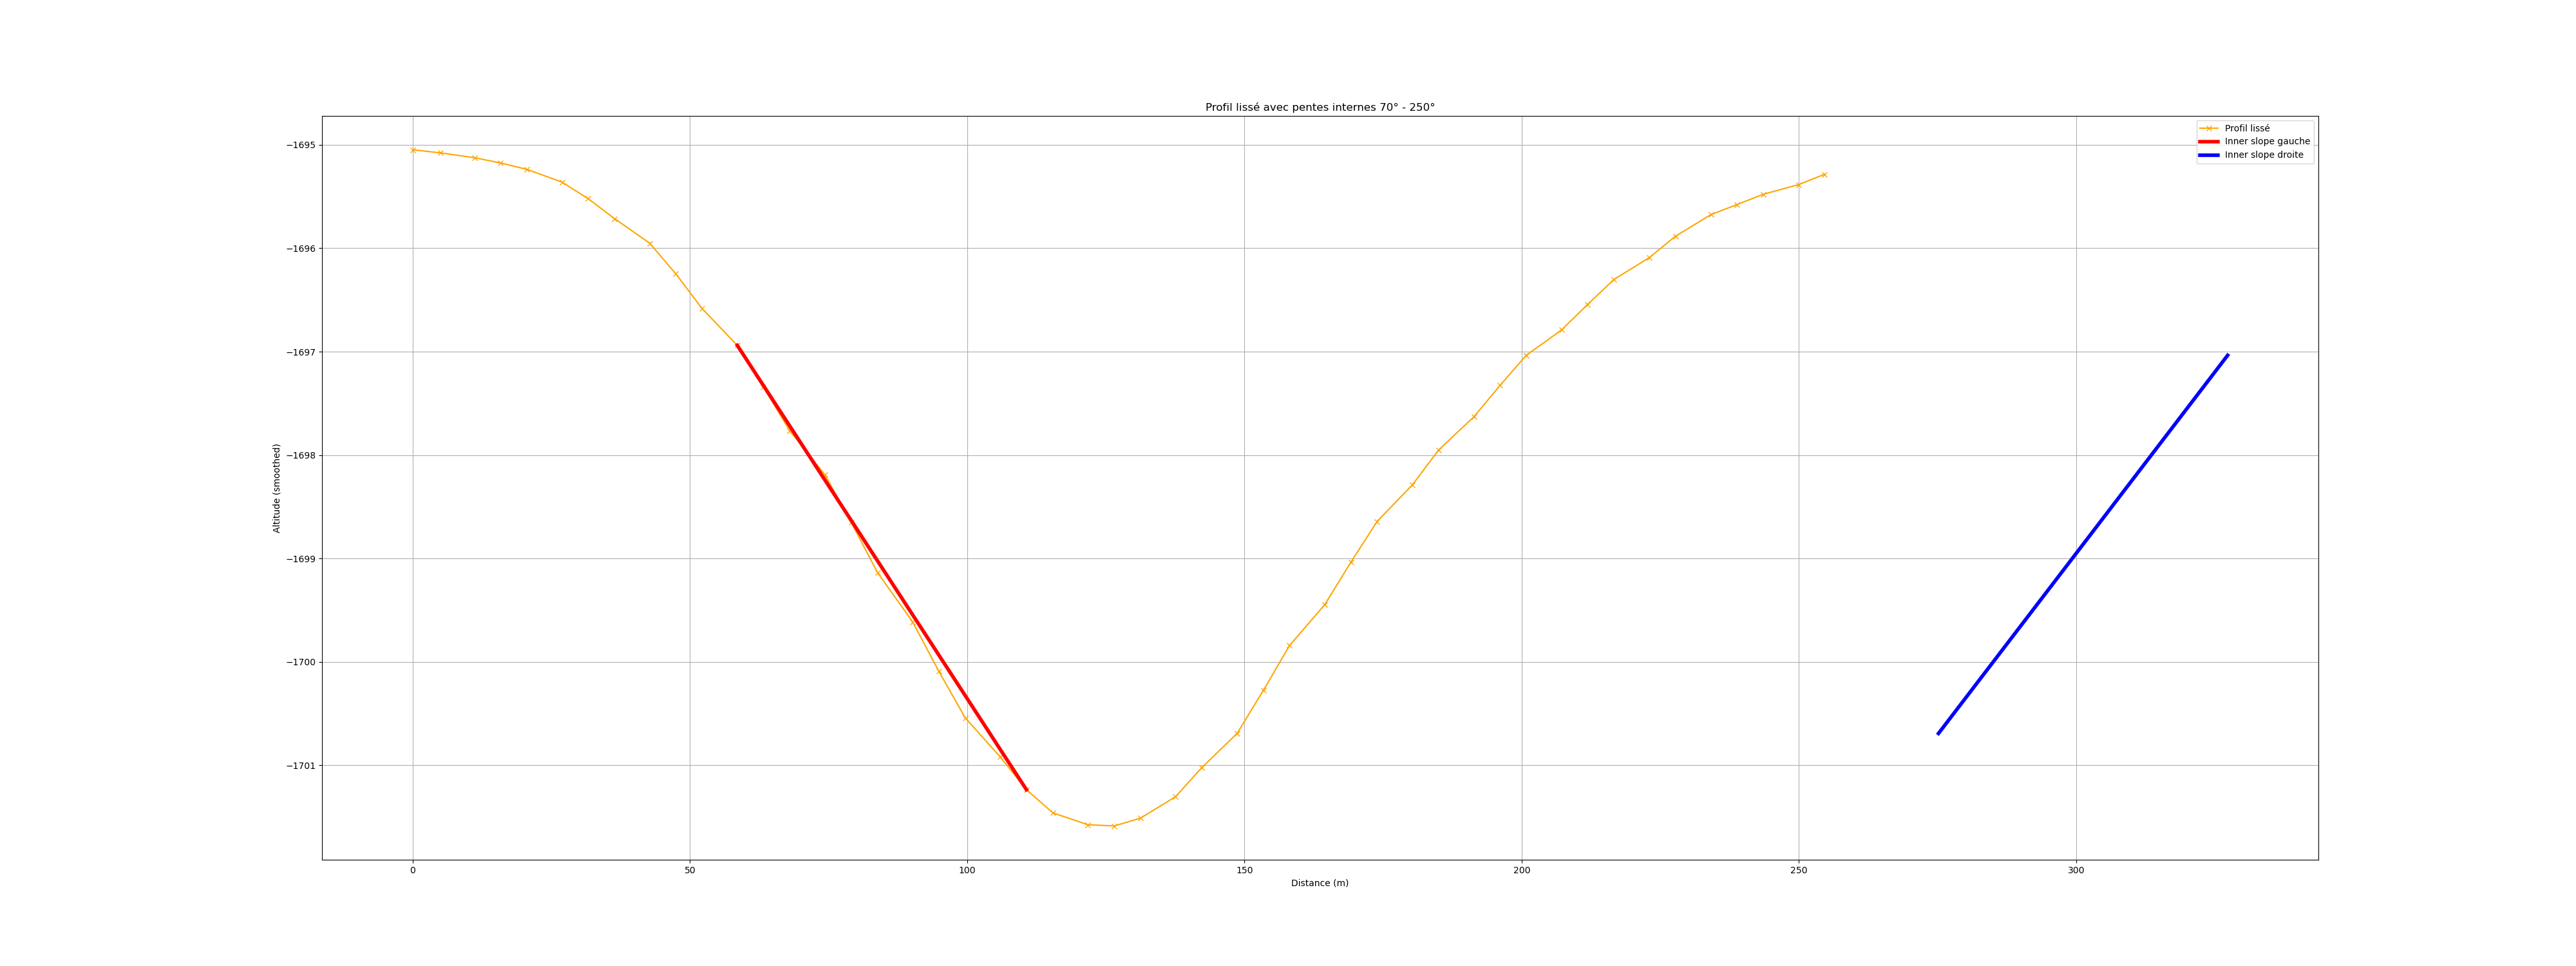 Profil lissé avec pentes internes 70° - 250°
Profil lissé
Inner slope gauche
Inner slope droite
Altitude (smoothed)
−1695
−1696
−1697
−1698
−1699
−1700
−1701
0
50
100
150
200
250
300
Distance (m)